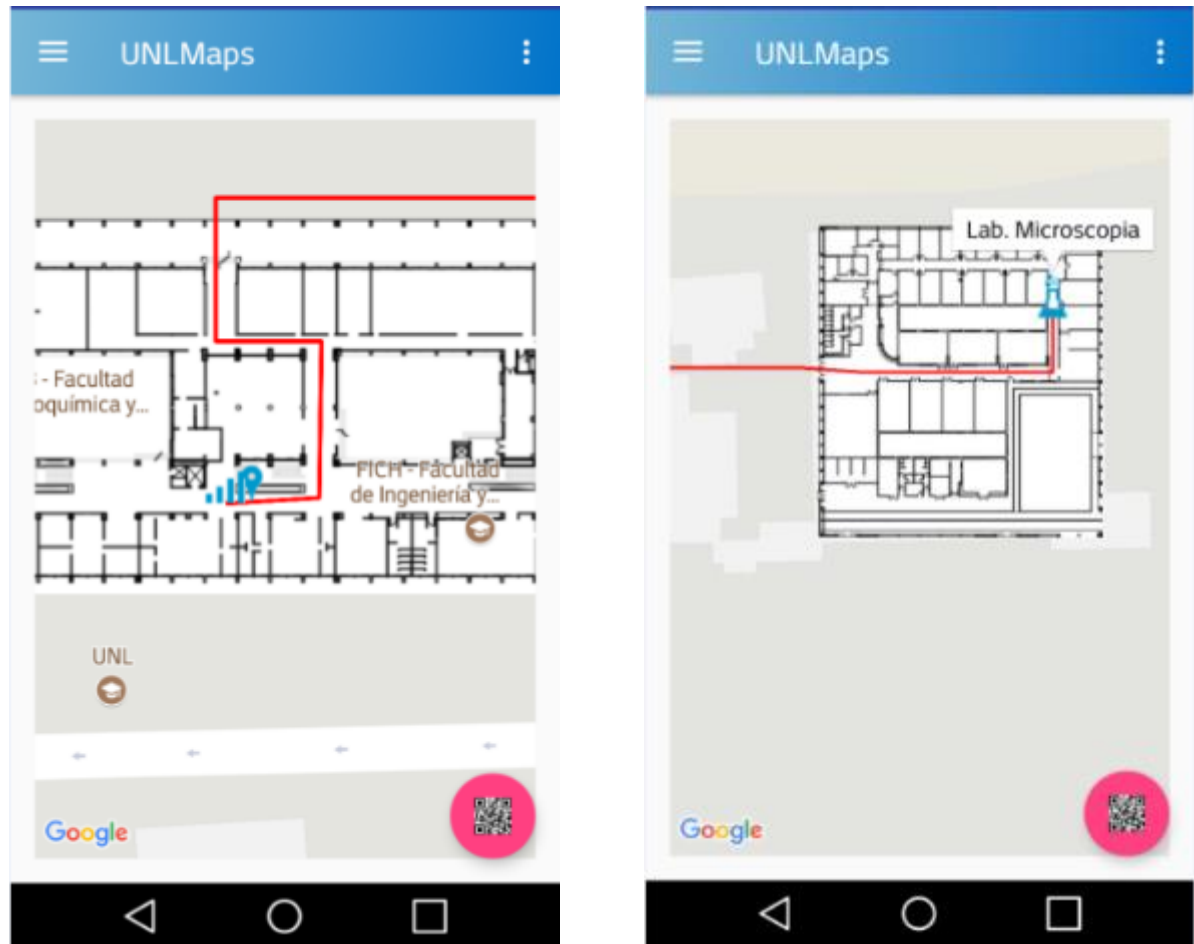 UNLMaps
- Facultad
oquímica y...
FICH - Facultad
de Ingeniería y...
UNL
Google
UNLMaps
Lab. Microscopia
Google